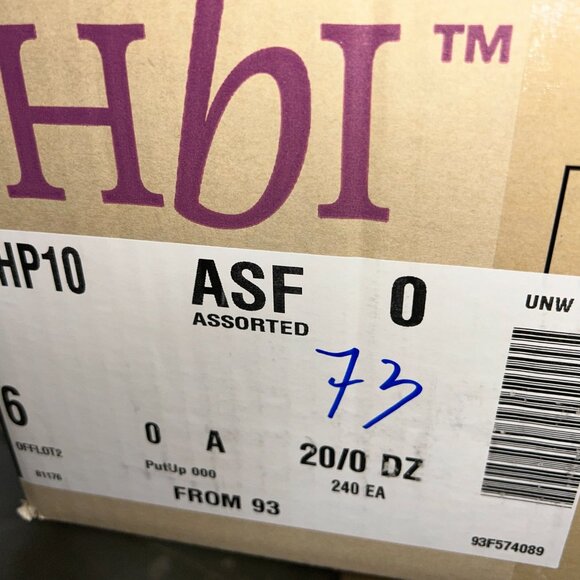 HbI™
HP10 ASF 0 UNW
ASSORTED
73
6 0 A 20/0 DZ
OFFLOT2 PutUp 000 240 EA
61176 FROM 93 93F574089